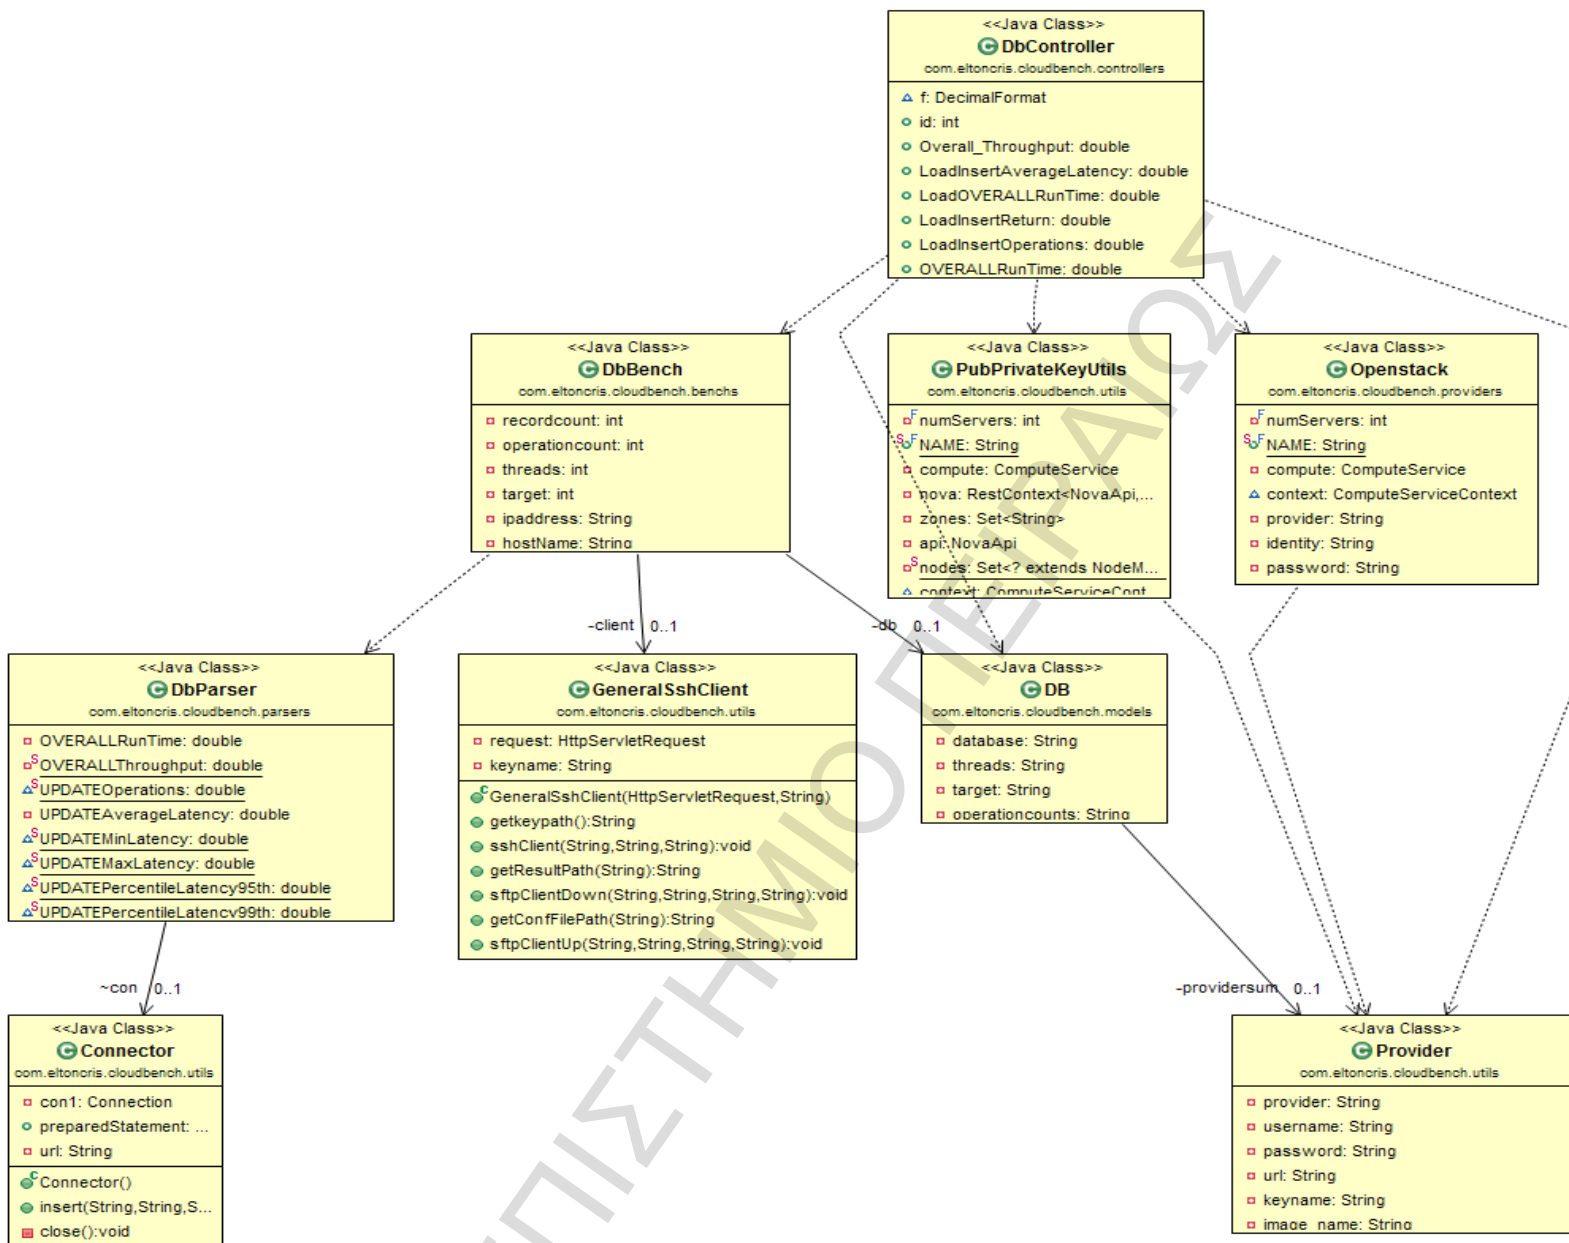 <<Java Class>>
DbController
com.eltoncris.cloudbench.controllers
f: DecimalFormat
id: int
Overall_Throughput: double
LoadInsertAverageLatency: double
LoadOVERALLRunTime: double
LoadInsertReturn: double
LoadInsertOperations: double
OVERALLRunTime: double
<<Java Class>>
DbBench
com.eltoncris.cloudbench.benchs
recordcount: int
operationcount: int
threads: int
target: int
ipaddress: String
hostName: String
<<Java Class>>
PubPrivateKeyUtils
com.eltoncris.cloudbench.utils
numServers: int
NAME: String
compute: ComputeService
nova: RestContext<NovaApi,...
zones: Set<String>
api: NovaApi
nodes: Set<? extends NodeM...
context: ComputeServiceCont
<<Java Class>>
Openstack
com.eltoncris.cloudbench.providers
numServers: int
NAME: String
compute: ComputeService
context: ComputeServiceContext
provider: String
identity: String
password: String
-client 0..1
-db 0..1
<<Java Class>>
DbParser
com.eltoncris.cloudbench.parsers
OVERALLRunTime: double
OVERALLThroughput: double
UPDATEOperations: double
UPDATEAverageLatency: double
UPDATEMinLatency: double
UPDATEMaxLatency: double
UPDATEPercentileLatency95th: double
UPDATEPercentileLatency99th: double
<<Java Class>>
GeneralSshClient
com.eltoncris.cloudbench.utils
request: HttpServletRequest
keyname: String
GeneralSshClient(HttpServletRequest,String)
getkeypath():String
sshClient(String,String,String):void
getResultPath(String):String
sftpClientDown(String,String,String,String):void
getConfFilePath(String):String
sftpClientUp(String,String,String,String):void
<<Java Class>>
DB
com.eltoncris.cloudbench.models
database: String
threads: String
target: String
operationcounts: String
~con 0..1
-providersum 0..1
<<Java Class>>
Connector
com.eltoncris.cloudbench.utils
con1: Connection
preparedStatement: ...
url: String
Connector()
insert(String,String,S...
close():void
<<Java Class>>
Provider
com.eltoncris.cloudbench.utils
provider: String
username: String
password: String
url: String
keyname: String
image_name: String
ΠΙΣΤΗΜΙΟ ΠΕΙΡΑΙΩΣ